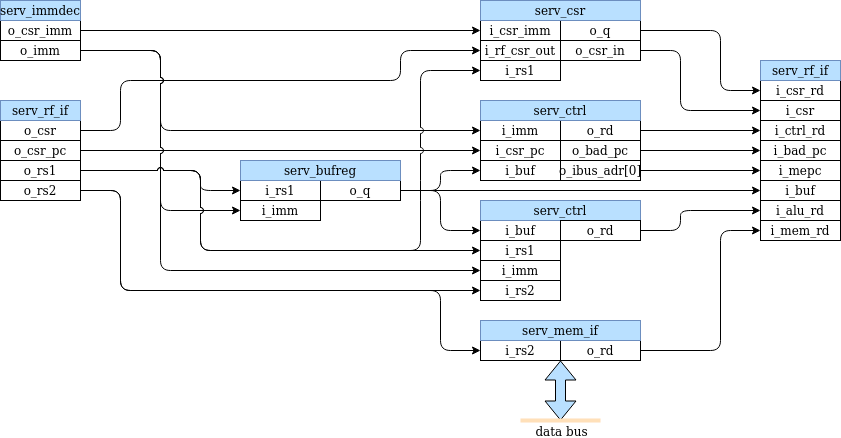 serv_immdec
o_csr_imm
o_imm
serv_rf_if
o_csr
o_csr_pc
o_rs1
o_rs2
serv_bufreg
i_rs1 o_q
i_imm
serv_csr
i_csr_imm o_q
i_rf_csr_out o_csr_in
i_rs1
serv_ctrl
i_imm o_rd
i_csr_pc o_bad_pc
i_buf o_ibus_adr[0]
serv_ctrl
i_buf o_rd
i_rs1
i_imm
i_rs2
serv_mem_if
i_rs2 o_rd
data bus
serv_rf_if
i_csr_rd
i_csr
i_ctrl_rd
i_bad_pc
i_mepc
i_buf
i_alu_rd
i_mem_rd